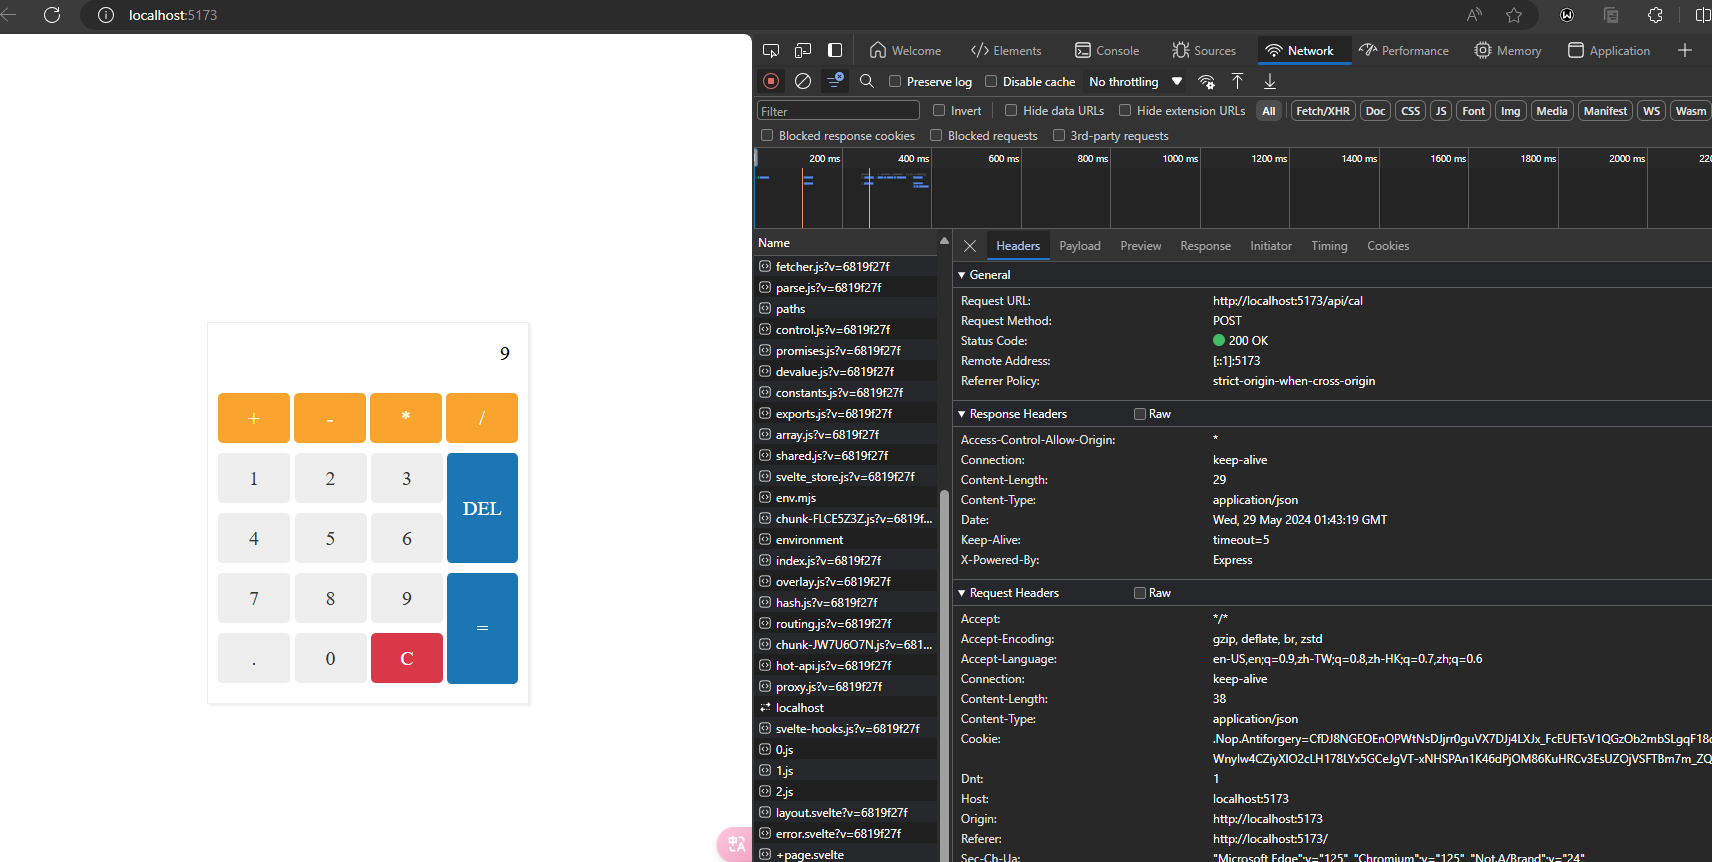 localhost:5173
Welcome Elements Console Sources Network Performance Memory Application
Preserve log Disable cache No throttling
Filter Invert Hide data URLs Hide extension URLs All Fetch/XHR Doc CSS JS Font Img Media Manifest WS Wasm
Blocked response cookies Blocked requests 3rd-party requests
200 ms 400 ms 600 ms 800 ms 1000 ms 1200 ms 1400 ms 1600 ms 1800 ms 2000 ms 220
9
+ - * /
1 2 3 DEL
4 5 6
7 8 9 =
. 0 C
Name
fetcher.js?v=6819f27f
parse.js?v=6819f27f
paths
control.js?v=6819f27f
promises.js?v=6819f27f
devalue.js?v=6819f27f
constants.js?v=6819f27f
exports.js?v=6819f27f
array.js?v=6819f27f
shared.js?v=6819f27f
svelte_store.js?v=6819f27f
env.mjs
chunk-FLCE5Z3Z.js?v=6819f...
environment
index.js?v=6819f27f
overlay.js?v=6819f27f
hash.js?v=6819f27f
routing.js?v=6819f27f
chunk-JW7U6O7N.js?v=681...
hot-api.js?v=6819f27f
proxy.js?v=6819f27f
localhost
svelte-hooks.js?v=6819f27f
0.js
1.js
2.js
layout.svelte?v=6819f27f
error.svelte?v=6819f27f
+page.svelte
Headers Payload Preview Response Initiator Timing Cookies
General
Request URL: http://localhost:5173/api/cal
Request Method: POST
Status Code: 200 OK
Remote Address: [::1]:5173
Referrer Policy: strict-origin-when-cross-origin
Response Headers Raw
Access-Control-Allow-Origin: *
Connection: keep-alive
Content-Length: 29
Content-Type: application/json
Date: Wed, 29 May 2024 01:43:19 GMT
Keep-Alive: timeout=5
X-Powered-By: Express
Request Headers Raw
Accept: */*
Accept-Encoding: gzip, deflate, br, zstd
Accept-Language: en-US,en;q=0.9,zh-TW;q=0.8,zh-HK;q=0.7,zh;q=0.6
Connection: keep-alive
Content-Length: 38
Content-Type: application/json
Cookie: .Nop.Antiforgery=CfDJ8NGEOEnOPWtNsDJjrr0guVX7DJj4LXJx_FcEUETsV1QGzOb2mbSLgqF18
Wnylw4CZiyXIO2cLH178LYx5GCeJgVT-xNHSPAn1K46dPjOM86KuHRCv3EsUZOjVSFTBm7m_ZQ
Dnt: 1
Host: localhost:5173
Origin: http://localhost:5173
Referer: http://localhost:5173/
Sec-Ch-Ua: "Microsoft Edge";v="125", "Chromium";v="125", "Not.A/Brand";v="24"